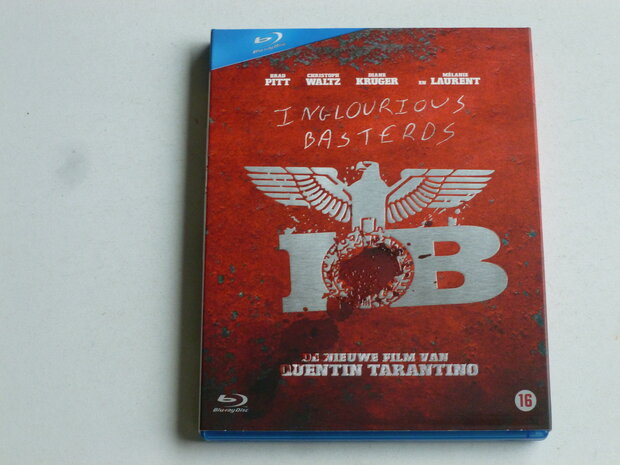 Blu-ray Disc
BRAD PITT CHRISTOPH WALTZ DIANE KRUGER EN MÉLANIE LAURENT
INGLOURIOUS
BASTERDS
IB
DE NIEUWE FILM VAN
QUENTIN TARANTINO
Blu-ray Disc
16